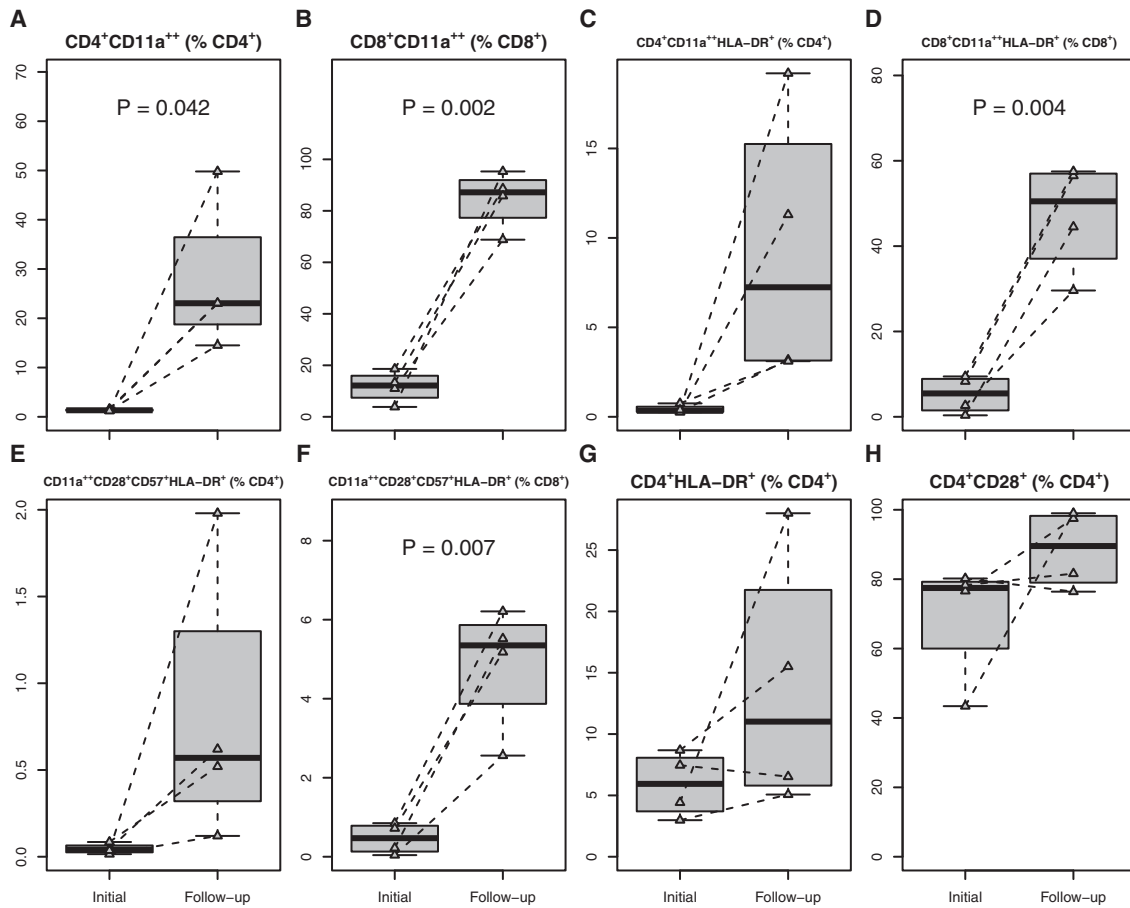 A
CD4⁺CD11a⁺⁺ (% CD4⁺)
P = 0.042
70
60
50
40
30
20
10
0
B
CD8⁺CD11a⁺⁺ (% CD8⁺)
P = 0.002
100
80
60
40
20
0
C
CD4⁺CD11a⁺⁺HLA–DR⁺ (% CD4⁺)
15
10
5
0
D
CD8⁺CD11a⁺⁺HLA–DR⁺ (% CD8⁺)
P = 0.004
80
60
40
20
0
E
CD11a⁺⁺CD28⁺CD57⁺HLA–DR⁺ (% CD4⁺)
2.0
1.5
1.0
0.5
0.0
Initial Follow–up
F
CD11a⁺⁺CD28⁺CD57⁺HLA–DR⁺ (% CD8⁺)
P = 0.007
8
6
4
2
0
Initial Follow–up
G
CD4⁺HLA–DR⁺ (% CD4⁺)
25
20
15
10
5
0
Initial Follow–up
H
CD4⁺CD28⁺ (% CD4⁺)
100
80
60
40
20
0
Initial Follow–up